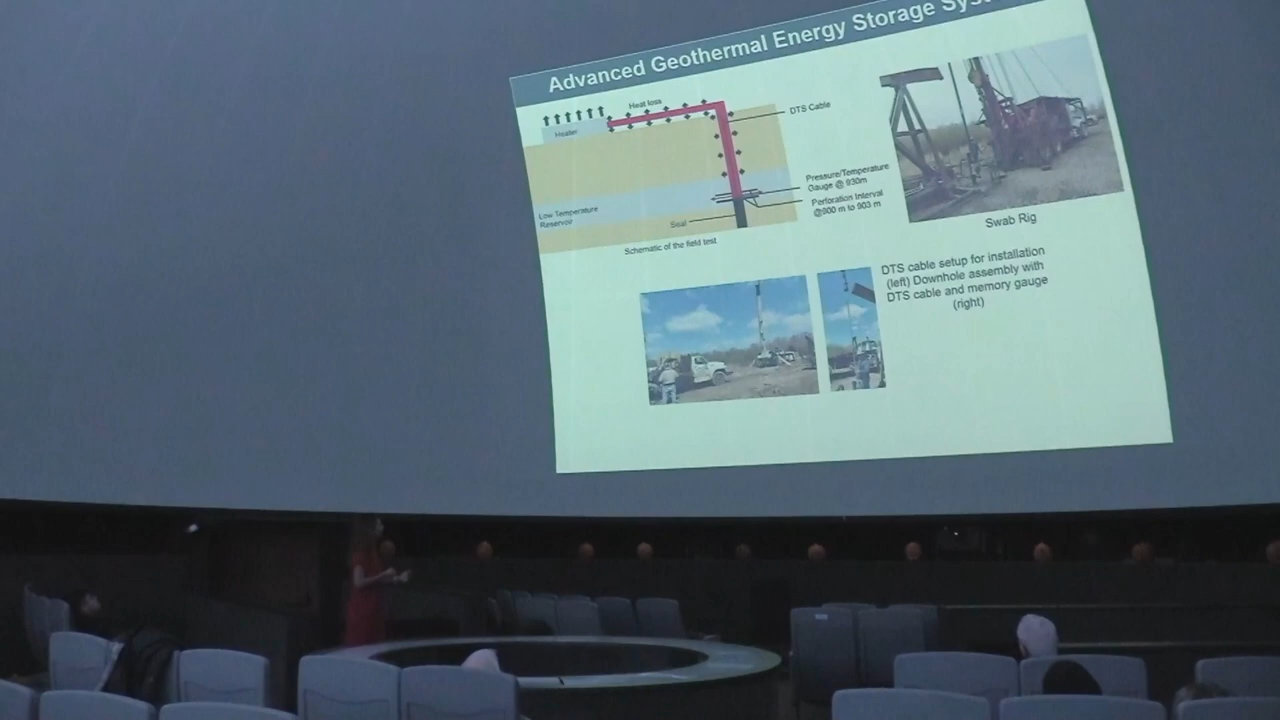 Advanced Geothermal Energy Storage Sys
Heat loss
Heater
DTS Cable
Pressure/Temperature
Gauge @ 930m
Perforation Interval
@900 m to 903 m
Low Temperature
Reservoir
Seal
Schematic of the field test
Swab Rig
DTS cable setup for installation
(left) Downhole assembly with
DTS cable and memory gauge
(right)